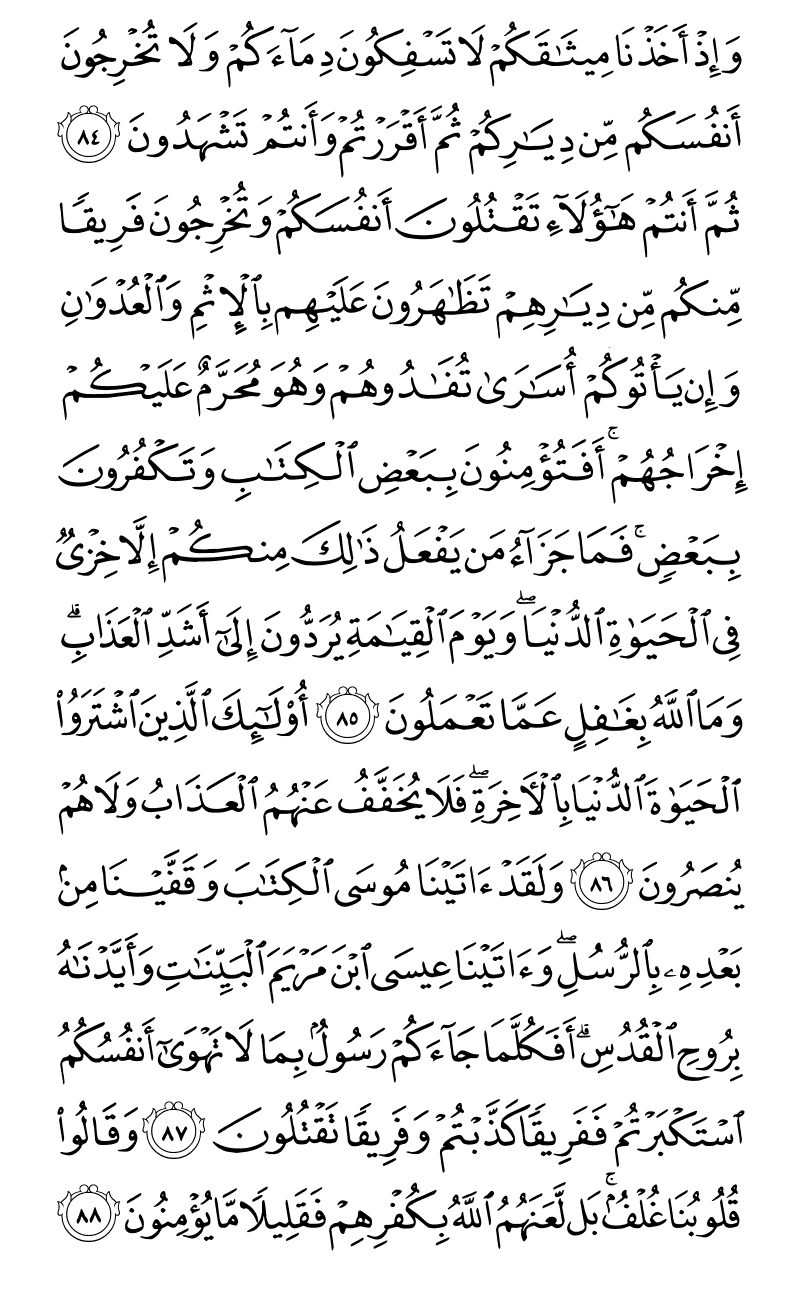 وَإِذْ أَخَذْنَا مِيثَٰقَكُمْ لَا تَسْفِكُونَ دِمَآءَكُمْ وَلَا تُخْرِجُونَ
أَنفُسَكُم مِّن دِيَٰرِكُمْ ثُمَّ أَقْرَرْتُمْ وَأَنتُمْ تَشْهَدُونَ ٨٤
ثُمَّ أَنتُمْ هَٰٓؤُلَآءِ تَقْتُلُونَ أَنفُسَكُمْ وَتُخْرِجُونَ فَرِيقًا
مِّنكُم مِّن دِيَٰرِهِمْ تَظَٰهَرُونَ عَلَيْهِم بِٱلْإِثْمِ وَٱلْعُدْوَٰنِ
وَإِن يَأْتُوكُمْ أُسَٰرَىٰ تُفَٰدُوهُمْ وَهُوَ مُحَرَّمٌ عَلَيْكُمْ
إِخْرَاجُهُمْ ۚ أَفَتُؤْمِنُونَ بِبَعْضِ ٱلْكِتَٰبِ وَتَكْفُرُونَ
بِبَعْضٍ ۚ فَمَا جَزَآءُ مَن يَفْعَلُ ذَٰلِكَ مِنكُمْ إِلَّا خِزْىٌ
فِى ٱلْحَيَوٰةِ ٱلدُّنْيَا ۖ وَيَوْمَ ٱلْقِيَٰمَةِ يُرَدُّونَ إِلَىٰٓ أَشَدِّ ٱلْعَذَابِ ۗ
وَمَا ٱللَّهُ بِغَٰفِلٍ عَمَّا تَعْمَلُونَ ٨٥ أُو۟لَٰٓئِكَ ٱلَّذِينَ ٱشْتَرَوُا۟
ٱلْحَيَوٰةَ ٱلدُّنْيَا بِٱلْءَاخِرَةِ ۖ فَلَا يُخَفَّفُ عَنْهُمُ ٱلْعَذَابُ وَلَا هُمْ
يُنصَرُونَ ٨٦ وَلَقَدْ ءَاتَيْنَا مُوسَى ٱلْكِتَٰبَ وَقَفَّيْنَا مِنۢ
بَعْدِهِۦ بِٱلرُّسُلِ ۖ وَءَاتَيْنَا عِيسَى ٱبْنَ مَرْيَمَ ٱلْبَيِّنَٰتِ وَأَيَّدْنَٰهُ
بِرُوحِ ٱلْقُدُسِ ۗ أَفَكُلَّمَا جَآءَكُمْ رَسُولٌۢ بِمَا لَا تَهْوَىٰٓ أَنفُسُكُمُ
ٱسْتَكْبَرْتُمْ فَفَرِيقًا كَذَّبْتُمْ وَفَرِيقًا تَقْتُلُونَ ٨٧ وَقَالُوا۟
قُلُوبُنَا غُلْفٌۢ ۚ بَل لَّعَنَهُمُ ٱللَّهُ بِكُفْرِهِمْ فَقَلِيلًا مَّا يُؤْمِنُونَ ٨٨